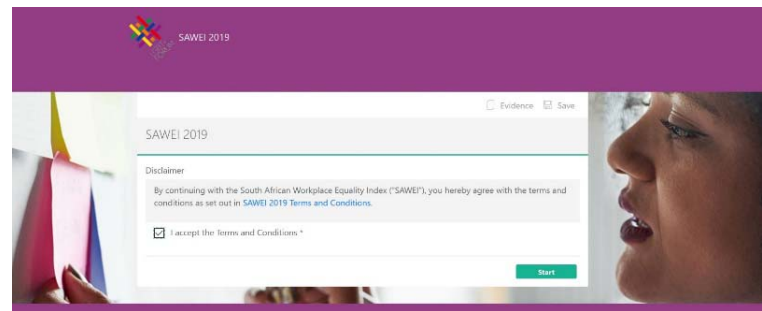 SAWEI 2019
Evidence Save
SAWEI 2019
Disclaimer
By continuing with the South African Workplace Equality Index ("SAWEI"), you hereby agree with the terms and
conditions as set out in SAWEI 2019 Terms and Conditions.
I accept the Terms and Conditions *
Start